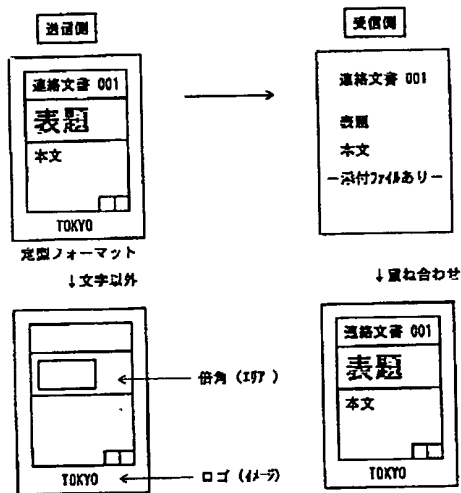 送信側
連絡文書 001
表題
本文
TOKYO
定型フォーマット
↓文字以外
倍角 (エリア)
TOKYO
ロゴ (イメージ)
受信側
連絡文書 001
表題
本文
－添付ファイルあり－
↓重ね合わせ
連絡文書 001
表題
本文
TOKYO